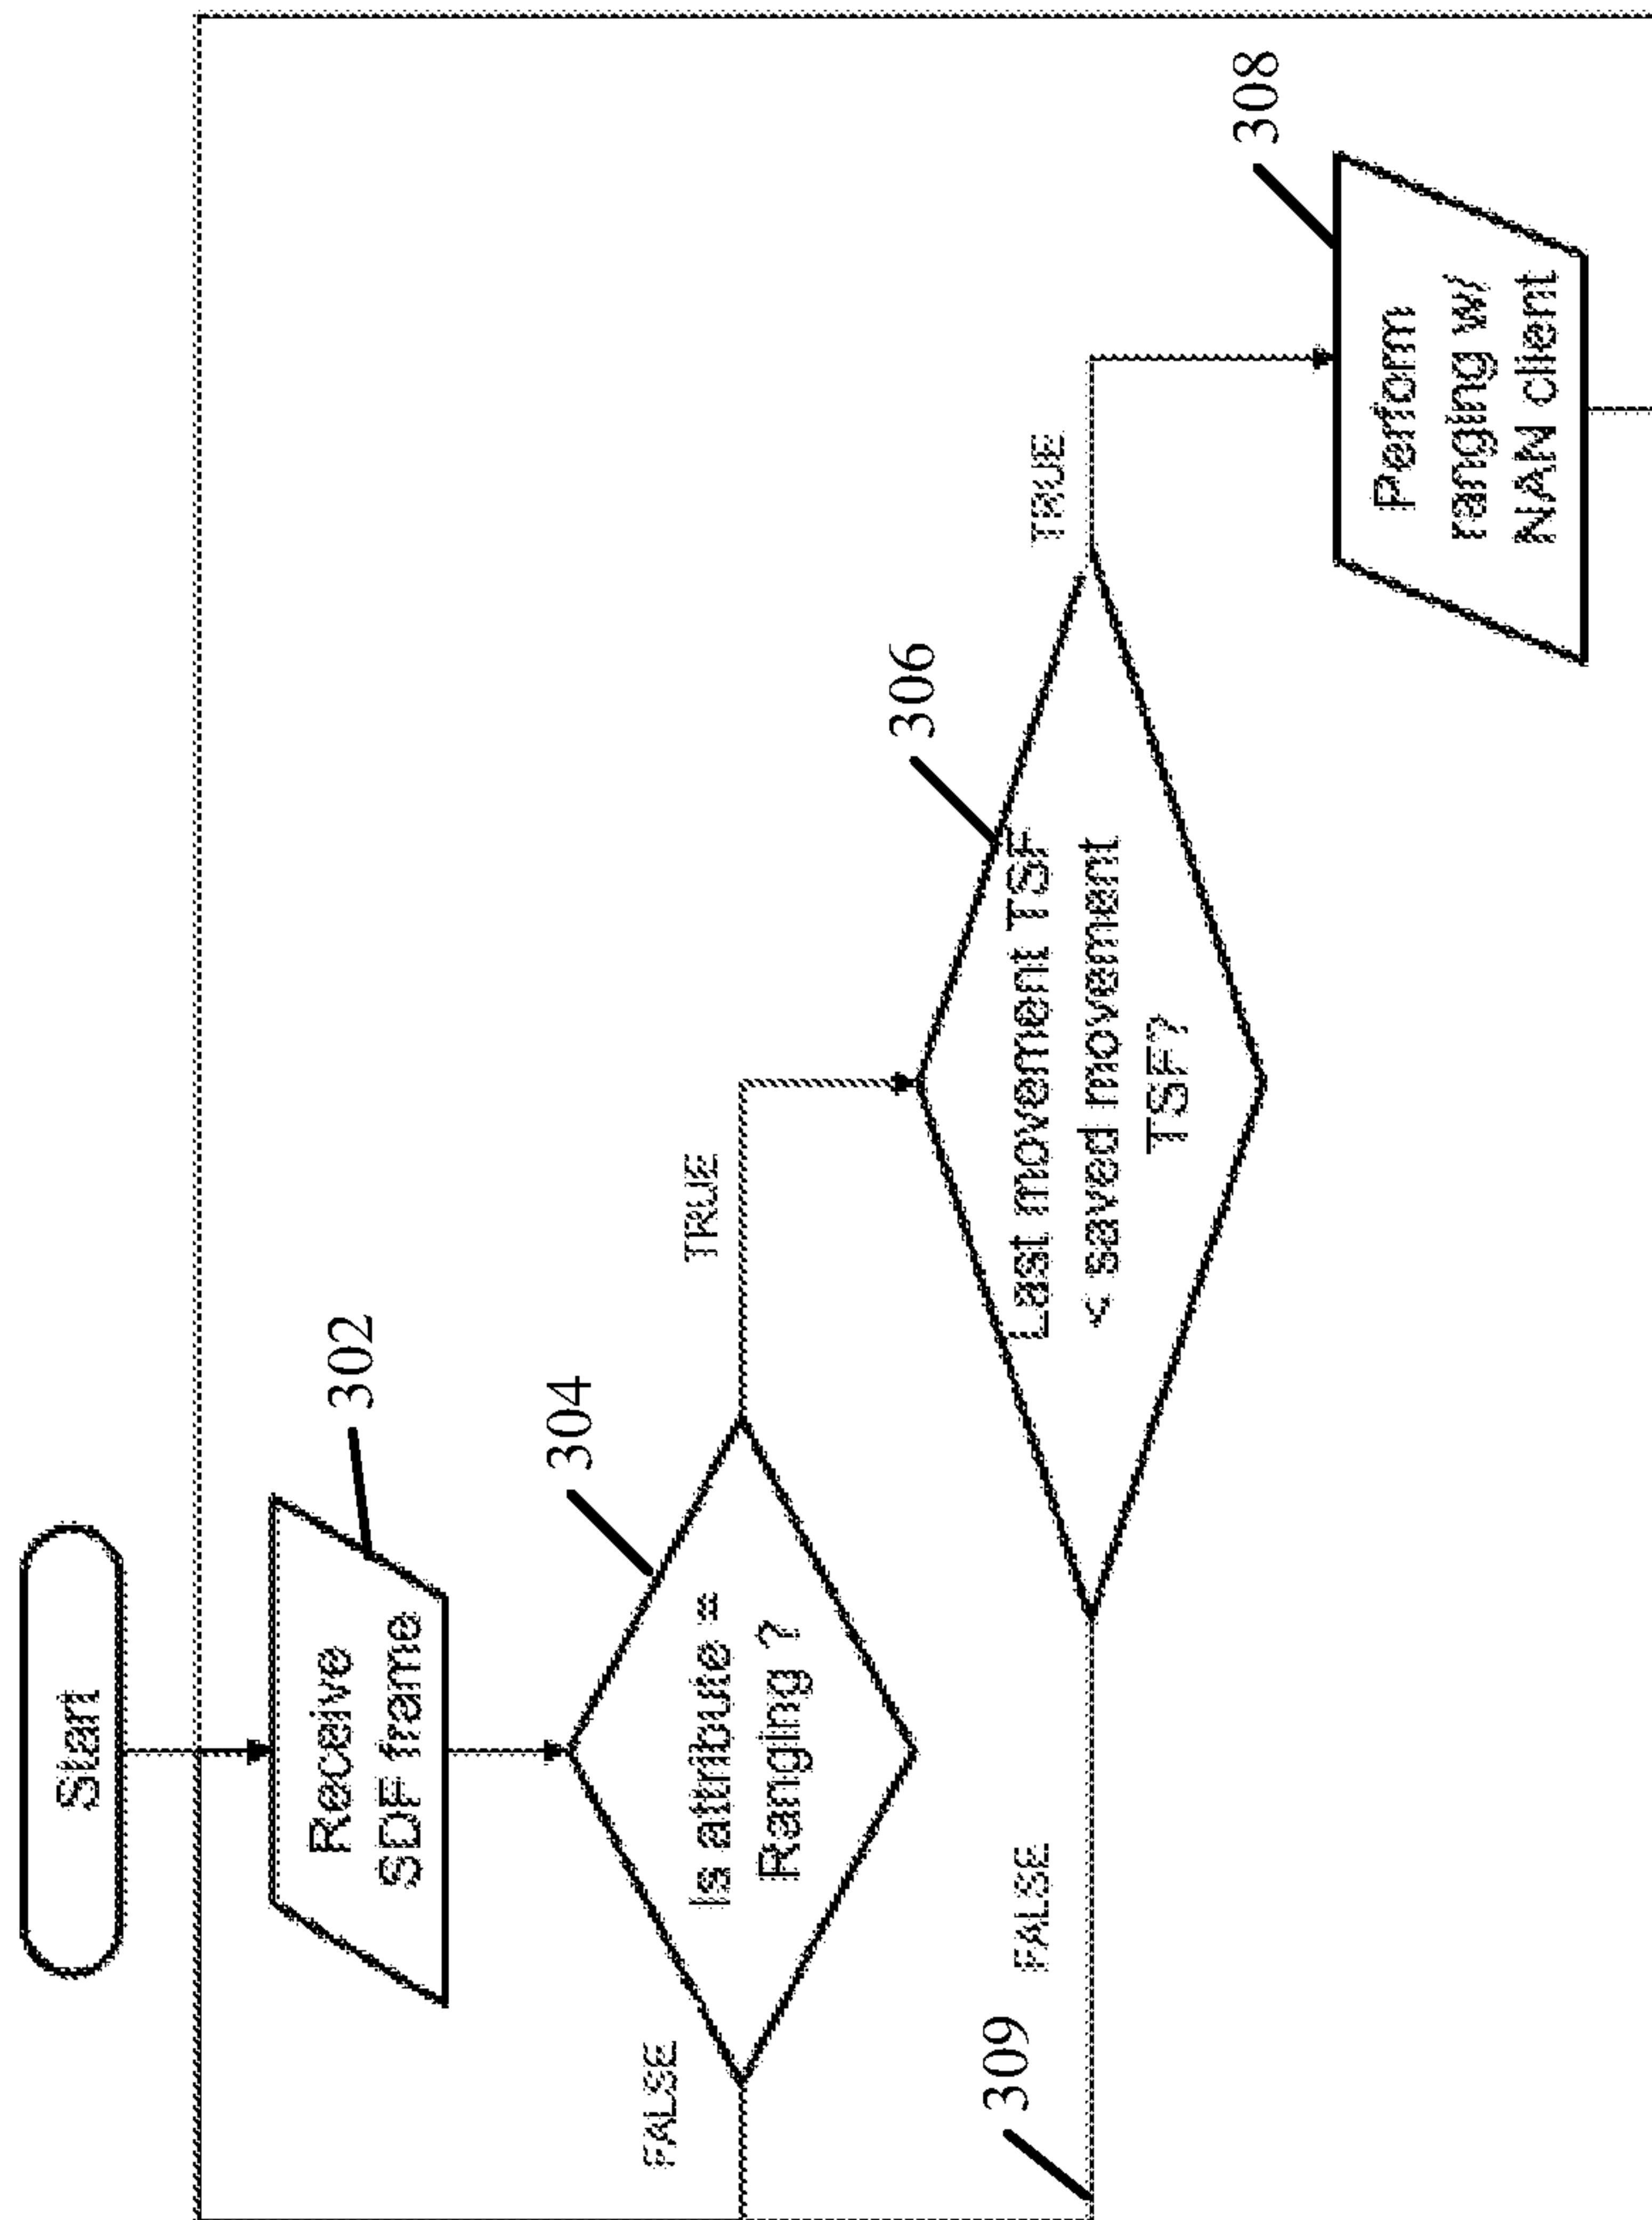 Start
Receive
SDF frame
302
Is attribute =
Ranging ?
304
FALSE
TRUE
Last movement TSF
< saved movement
TSF?
306
FALSE
309
TRUE
Perform
ranging w/
NAN client
308